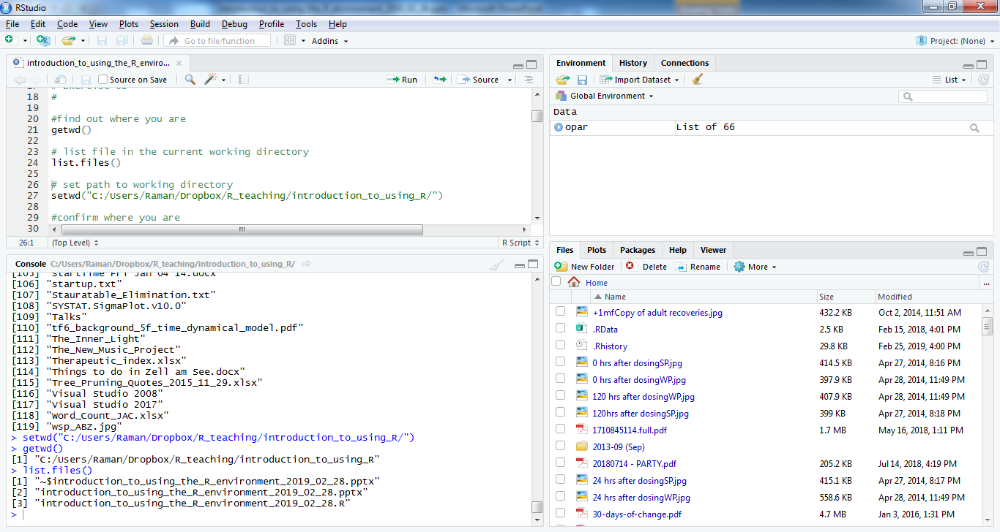 RStudio
File Edit Code View Plots Session Build Debug Profile Tools Help
Go to file/function Addins Project: (None)
introduction_to_using_the_R_enviro...
Source on Save Run Source
17 # Exercise 01
18 #
19
20 #find out where you are
21 getwd()
22
23 # list file in the current working directory
24 list.files()
25
26 # set path to working directory
27 setwd("C:/Users/Raman/Dropbox/R_teaching/introduction_to_using_R/")
28
29 #confirm where you are
30
26:1 (Top Level) R Script
Console C:/Users/Raman/Dropbox/R_teaching/introduction_to_using_R/
[105] "StartTime Fri Jan 04 14.docx"
[106] "startup.txt"
[107] "Stauratable_Elimination.txt"
[108] "SYSTAT.SigmaPlot.v10.0"
[109] "Talks"
[110] "tf6_background_5f_time_dynamical_model.pdf"
[111] "The_Inner_Light"
[112] "The_New_Music_Project"
[113] "Therapeutic_index.xlsx"
[114] "Things to do in Zell am See.docx"
[115] "Tree_Pruning_Quotes_2015_11_29.xlsx"
[116] "Visual Studio 2008"
[117] "Visual Studio 2017"
[118] "Word_Count_JAC.xlsx"
[119] "wsp_ABZ.jpg"
> setwd("C:/Users/Raman/Dropbox/R_teaching/introduction_to_using_R/")
> getwd()
[1] "C:/Users/Raman/Dropbox/R_teaching/introduction_to_using_R"
> list.files()
[1] "~$introduction_to_using_the_R_environment_2019_02_28.pptx"
[2] "introduction_to_using_the_R_environment_2019_02_28.pptx"
[3] "introduction_to_using_the_R_environment_2019_02_28.R"
>
Environment History Connections
Import Dataset List
Global Environment
Data
opar List of 66
Files Plots Packages Help Viewer
New Folder Delete Rename More
Home ...
Name Size Modified
+1mfCopy of adult recoveries.jpg 432.2 KB Oct 2, 2014, 11:51 AM
.RData 2.5 KB Feb 15, 2018, 4:01 PM
.Rhistory 29.8 KB Feb 25, 2019, 4:00 PM
0 hrs after dosingSP.jpg 414.5 KB Apr 27, 2014, 8:16 PM
0 hrs after dosingWP.jpg 397.9 KB Apr 28, 2014, 11:49 PM
120 hrs after dosingWP.jpg 407.9 KB Apr 28, 2014, 11:49 PM
120hrs after dosingSP.jpg 399 KB Apr 27, 2014, 8:18 PM
1710845114.full.pdf 1.7 MB May 16, 2018, 1:11 PM
2013-09 (Sep)
20180714 - PARTY.pdf 205.2 KB Jul 14, 2018, 4:19 PM
24 hrs after dosingSP.jpg 415.1 KB Apr 27, 2014, 8:17 PM
24 hrs after dosingWP.jpg 558.6 KB Apr 28, 2014, 11:49 PM
30-days-of-change.pdf 4.7 MB Jan 3, 2016, 1:31 PM